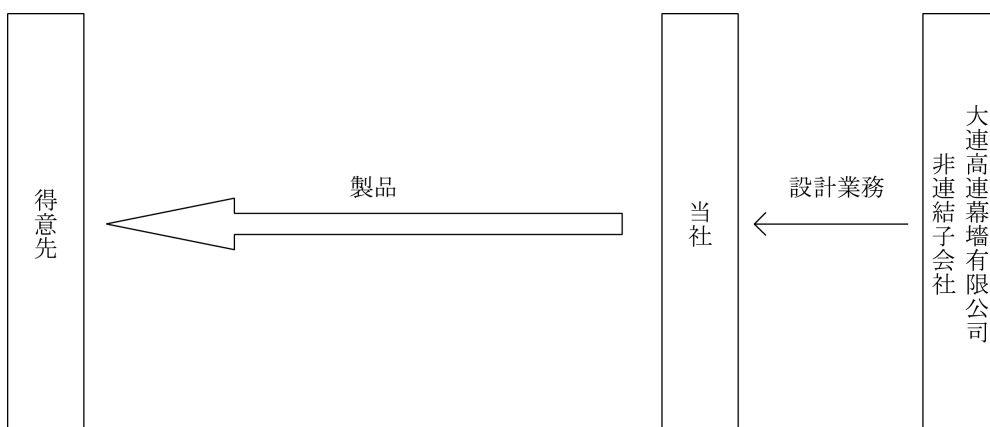 得意先
製品
当社
設計業務
大連高連幕墻有限公司
非連結子会社